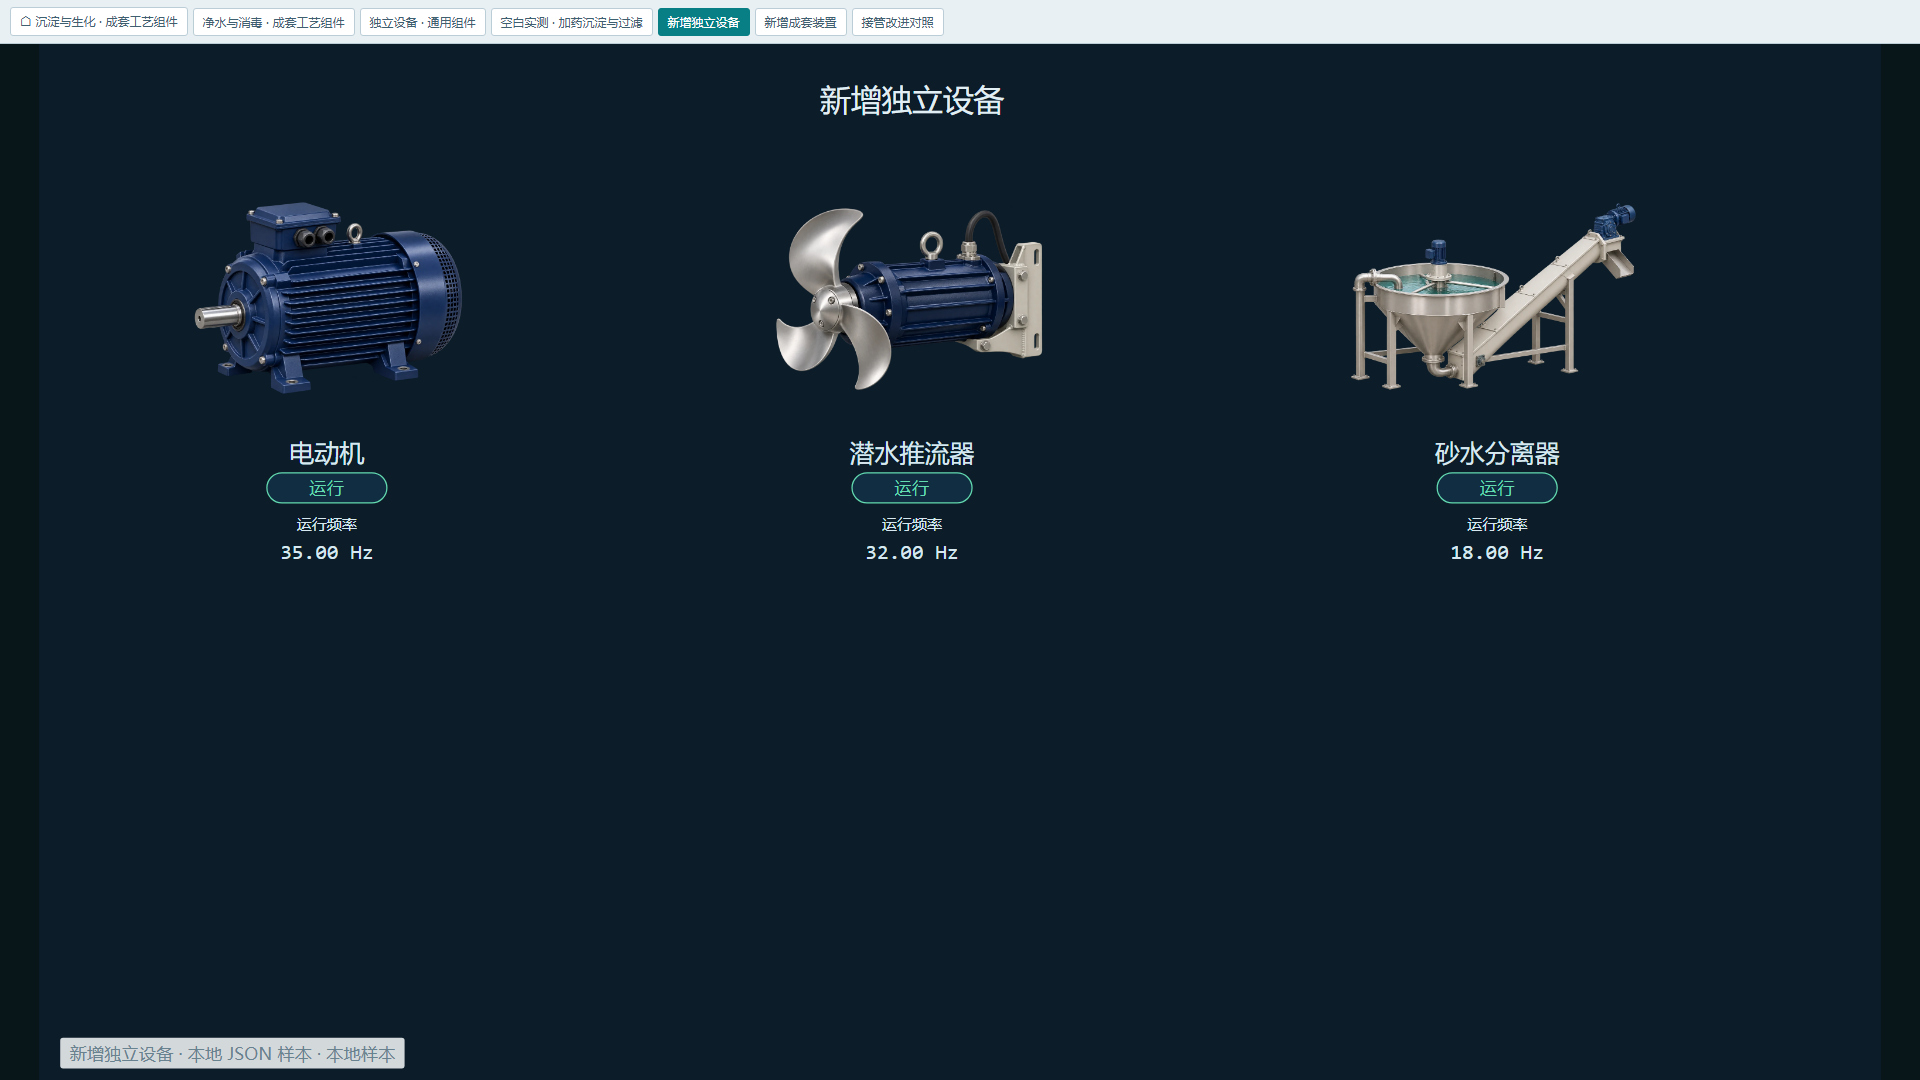 沉淀与生化 · 成套工艺组件
净水与消毒 · 成套工艺组件
独立设备 · 通用组件
空白实测 · 加药沉淀与过滤
新增独立设备
新增成套装置
接管改进对照
新增独立设备
电动机
运行
运行频率
35.00 Hz
潜水推流器
运行
运行频率
32.00 Hz
砂水分离器
运行
运行频率
18.00 Hz
新增独立设备 · 本地 JSON 样本 · 本地样本